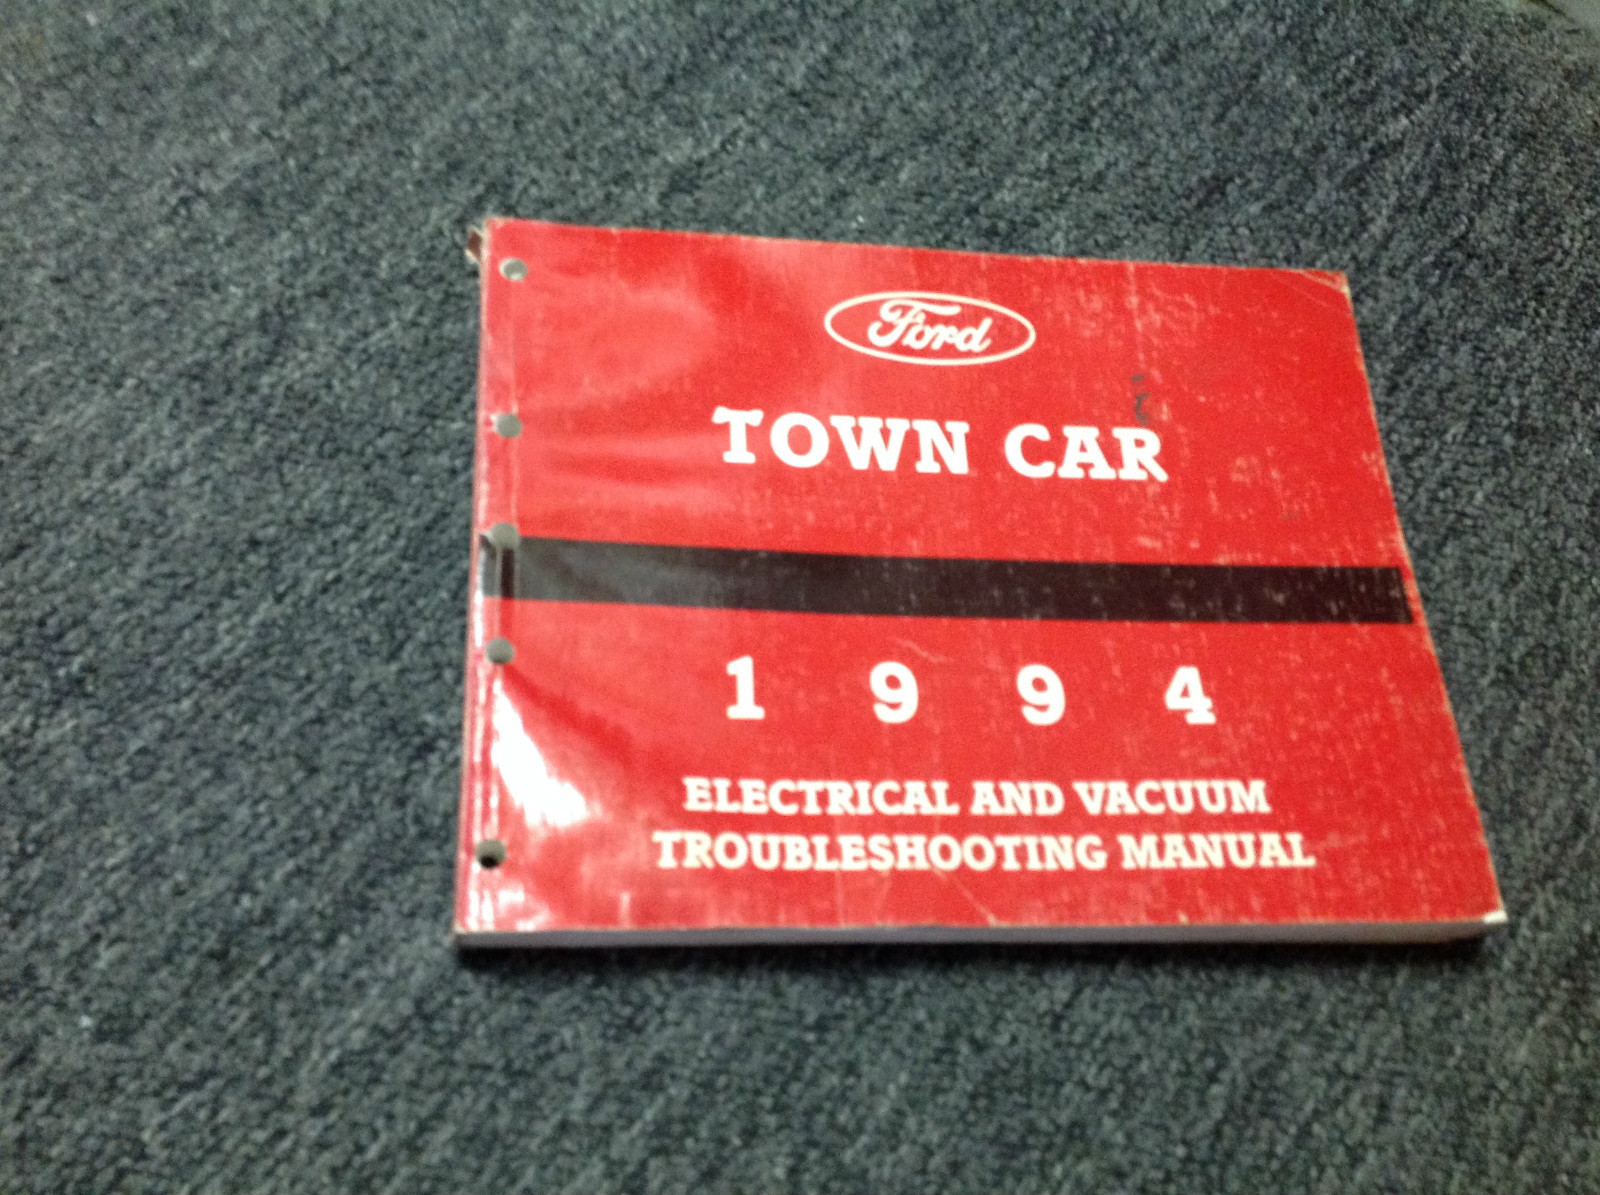 Ford
TOWN CAR
1 9 9 4
ELECTRICAL AND VACUUM
TROUBLESHOOTING MANUAL